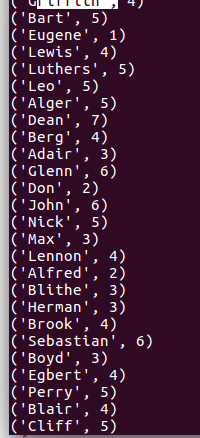 ('Griffith', 4)
('Bart', 5)
('Eugene', 1)
('Lewis', 4)
('Luthers', 5)
('Leo', 5)
('Alger', 5)
('Dean', 7)
('Berg', 4)
('Adair', 3)
('Glenn', 6)
('Don', 2)
('John', 6)
('Nick', 5)
('Max', 3)
('Lennon', 4)
('Alfred', 2)
('Blithe', 3)
('Herman', 3)
('Brook', 4)
('Sebastian', 6)
('Boyd', 3)
('Egbert', 4)
('Perry', 5)
('Blair', 4)
('Cliff', 5)